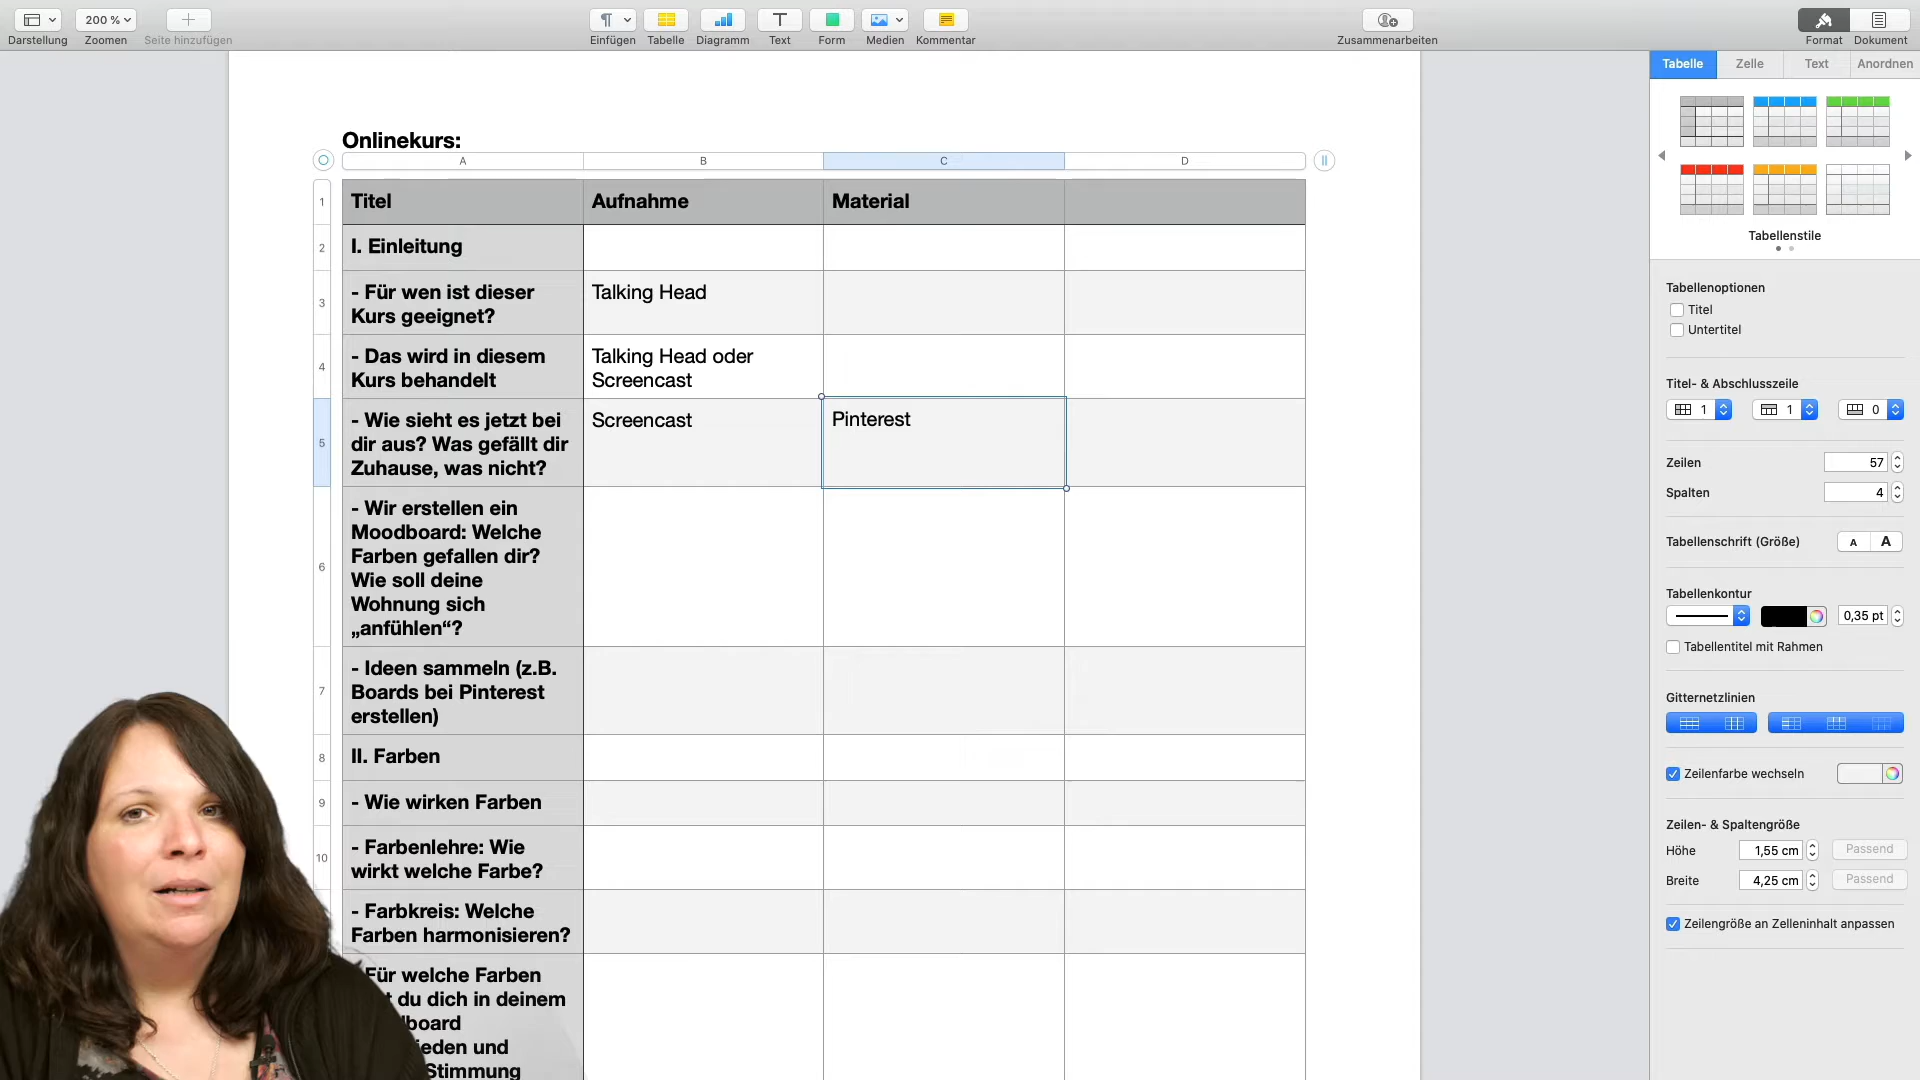 200 %
Darstellung
Zoomen
Seite hinzufügen
Einfügen
Tabelle
Diagramm
Text
Form
Medien
Kommentar
Zusammenarbeiten
Format
Dokument
Tabelle
Zelle
Text
Anordnen
Onlinekurs:
A
B
C
D
1
Titel
Aufnahme
Material
2
I. Einleitung
3
- Für wen ist dieser
Kurs geeignet?
Talking Head
4
- Das wird in diesem
Kurs behandelt
Talking Head oder
Screencast
5
- Wie sieht es jetzt bei
dir aus? Was gefällt dir
Zuhause, was nicht?
Screencast
Pinterest
6
- Wir erstellen ein
Moodboard: Welche
Farben gefallen dir?
Wie soll deine
Wohnung sich
„anfühlen“?
7
- Ideen sammeln (z.B.
Boards bei Pinterest
erstellen)
8
II. Farben
9
- Wie wirken Farben
10
- Farbenlehre: Wie
wirkt welche Farbe?
- Farbkreis: Welche
Farben harmonisieren?
Für welche Farben
t du dich in deinem
board
ieden und
Stimmung
Tabellenstile
Tabellenoptionen
Titel
Untertitel
Titel- & Abschlusszeile
1
1
0
Zeilen
57
Spalten
4
Tabellenschrift (Größe)
A
A
Tabellenkontur
0,35 pt
Tabellentitel mit Rahmen
Gitternetzlinien
Zeilenfarbe wechseln
Zeilen- & Spaltengröße
Höhe
1,55 cm
Passend
Breite
4,25 cm
Passend
Zeilengröße an Zelleninhalt anpassen